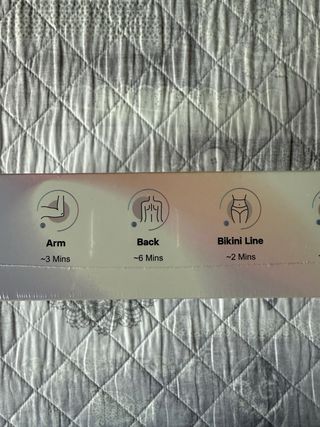 Arm
~3 Mins
Back
~6 Mins
Bikini Line
~2 Mins